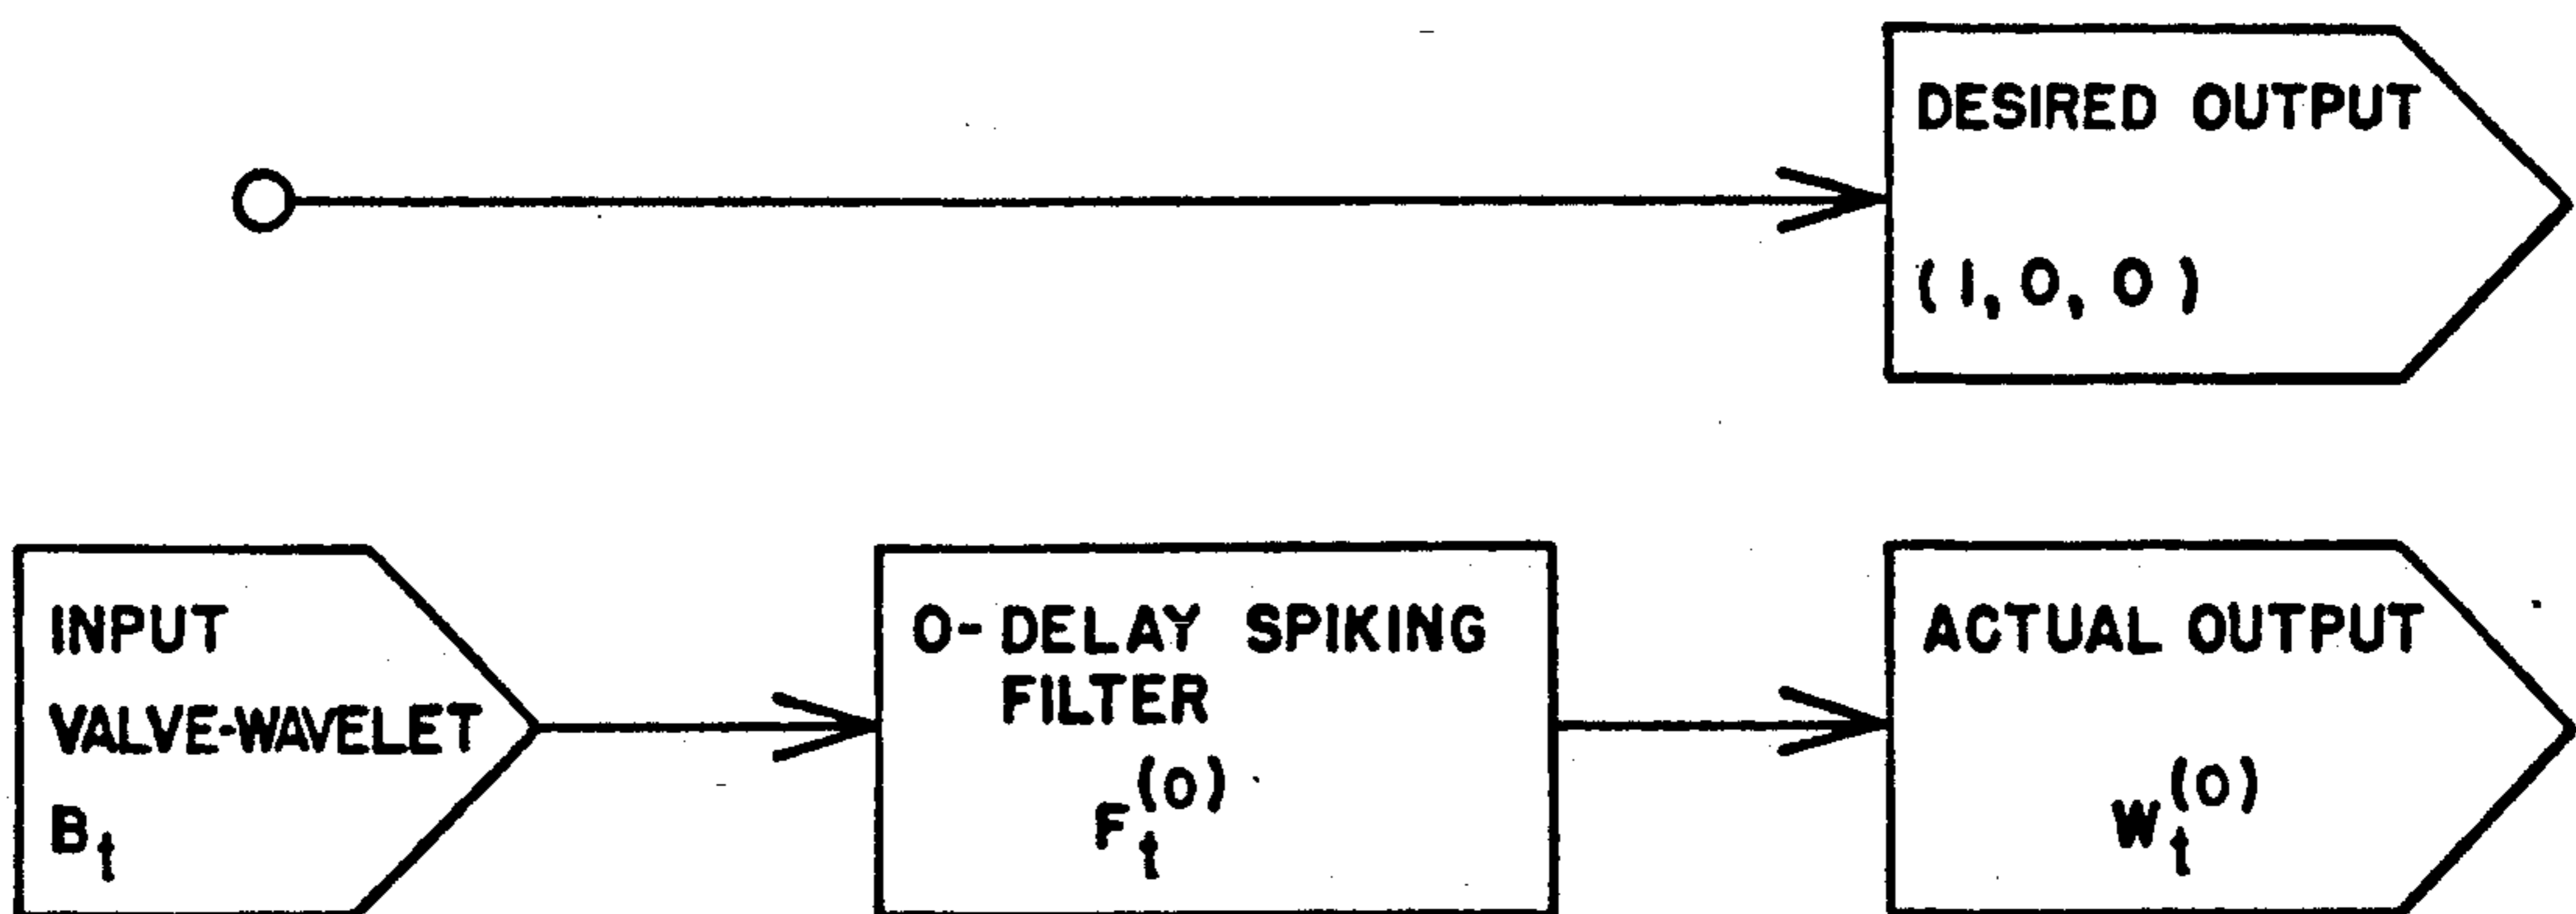 DESIRED OUTPUT
(1, 0, 0)
INPUT
VALVE-WAVELET
B_t
0-DELAY SPIKING
FILTER
F_t^(0)
ACTUAL OUTPUT
W_t^(0)